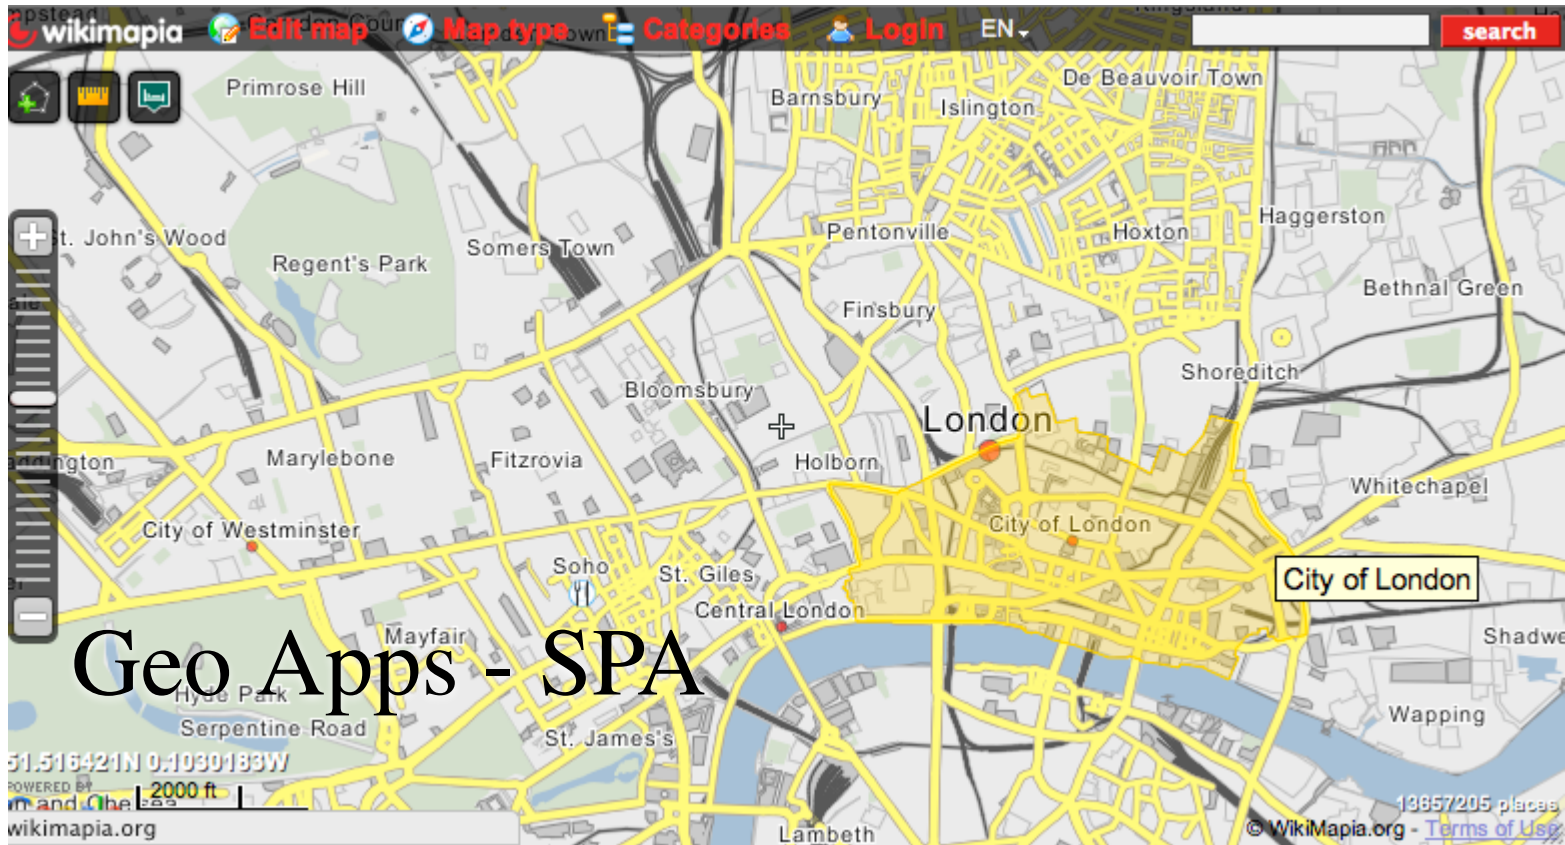 wikimapia Edit map Map type Categories Login EN search
De Beauvoir Town
Primrose Hill
Barnsbury
Islington
Haggerston
St. John's Wood
Pentonville
Hoxton
Somers Town
Regent's Park
Bethnal Green
Finsbury
Shoreditch
Bloomsbury
London
Marylebone
Fitzrovia
Holborn
addington
Whitechapel
City of Westminster
City of London
Soho
St. Giles
City of London
Central London
Mayfair
Shadwe
Geo Apps - SPA
Hyde Park
Wapping
Serpentine Road
St. James's
51.516421N 0.1030183W
POWERED BY
2000 ft
13657205 places
wikimapia.org
Lambeth
© WikiMapia.org - Terms of Use